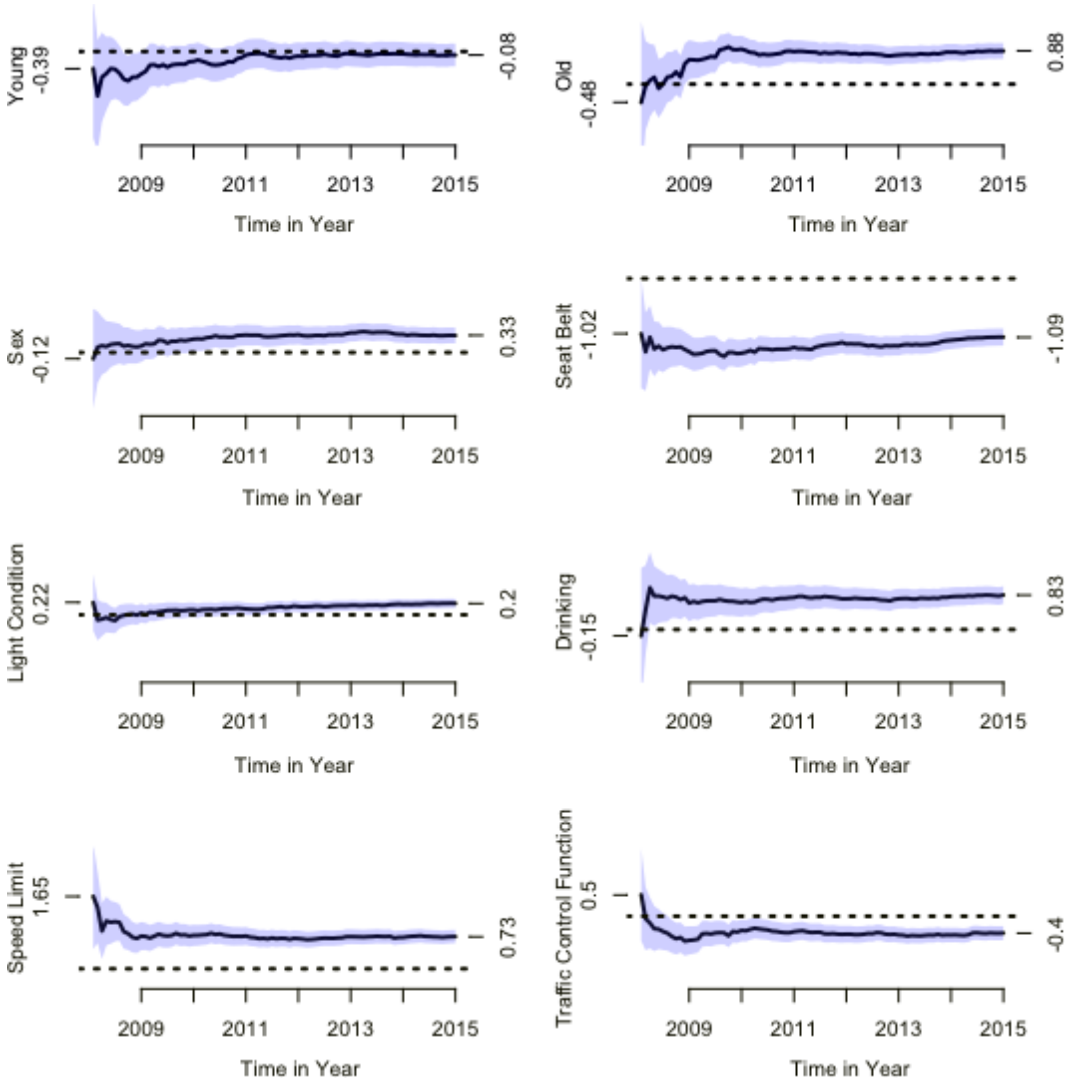 Young
-0.39
-0.08
2009 2011 2013 2015
Time in Year
Old
-0.48
0.88
2009 2011 2013 2015
Time in Year
Sex
-0.12
0.33
2009 2011 2013 2015
Time in Year
Seat Belt
-1.02
-1.09
2009 2011 2013 2015
Time in Year
Light Condition
0.22
0.2
2009 2011 2013 2015
Time in Year
Drinking
-0.15
0.83
2009 2011 2013 2015
Time in Year
Speed Limit
1.65
0.73
2009 2011 2013 2015
Time in Year
Traffic Control Function
0.5
-0.4
2009 2011 2013 2015
Time in Year